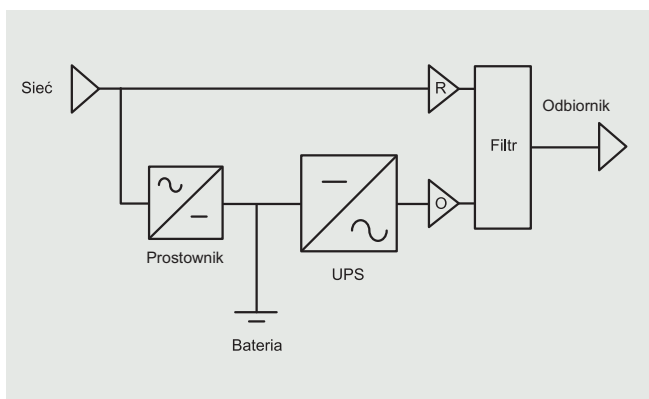 Sieć
R
Odbiornik
Filtr
O
Prostownik
UPS
Bateria